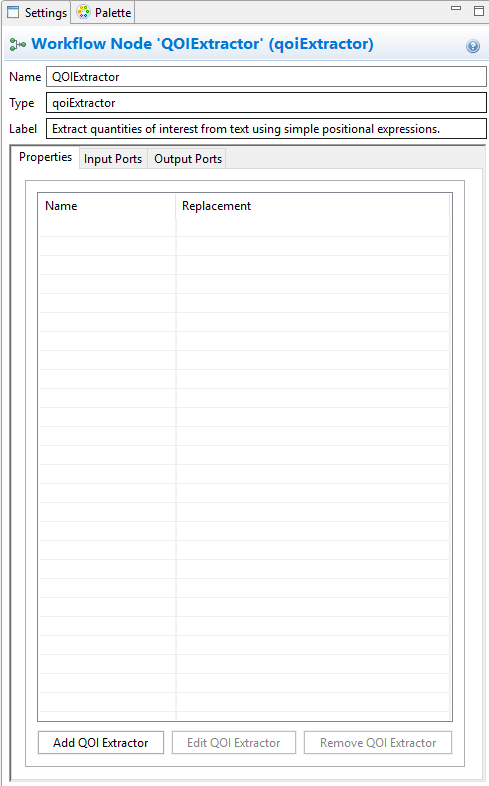 Settings Palette
Workflow Node 'QOIExtractor' (qoiExtractor)
Name QOIExtractor
Type qoiExtractor
Label Extract quantities of interest from text using simple positional expressions.
Properties Input Ports Output Ports
Name Replacement
Add QOI Extractor Edit QOI Extractor Remove QOI Extractor